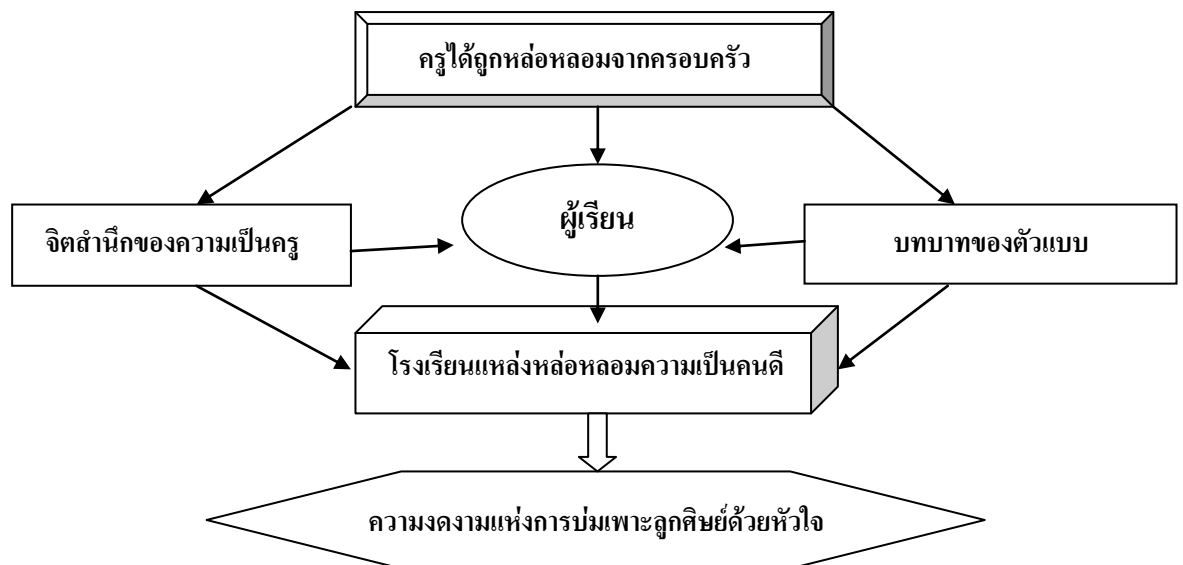 ครูได้ถูกหล่อหลอมจากครอบครัว
ผู้เรียน
จิตสำนึกของความเป็นครู
บทบาทของตัวแบบ
โรงเรียนแหล่งหล่อหลอมความเป็นคนดี
ความงดงามแห่งการบ่มเพาะลูกศิษย์ด้วยหัวใจ